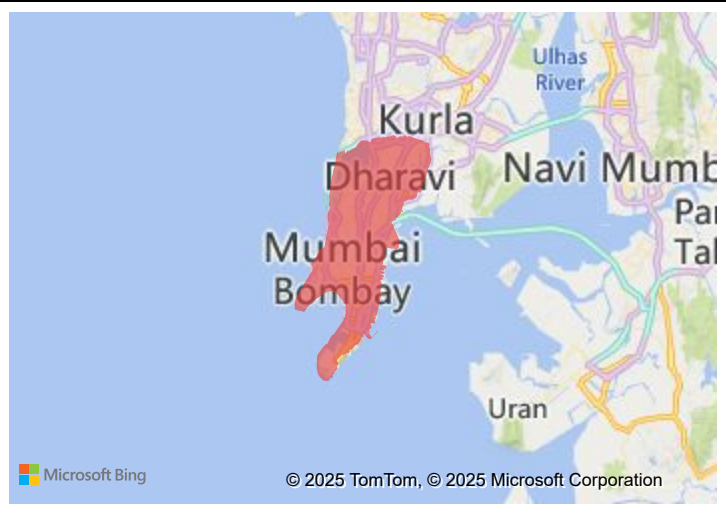 Ulhas
River
Kurla
Dharavi
Navi Mumb
Par
Tal
Mumbai
Bombay
Uran
Microsoft Bing
© 2025 TomTom, © 2025 Microsoft Corporation